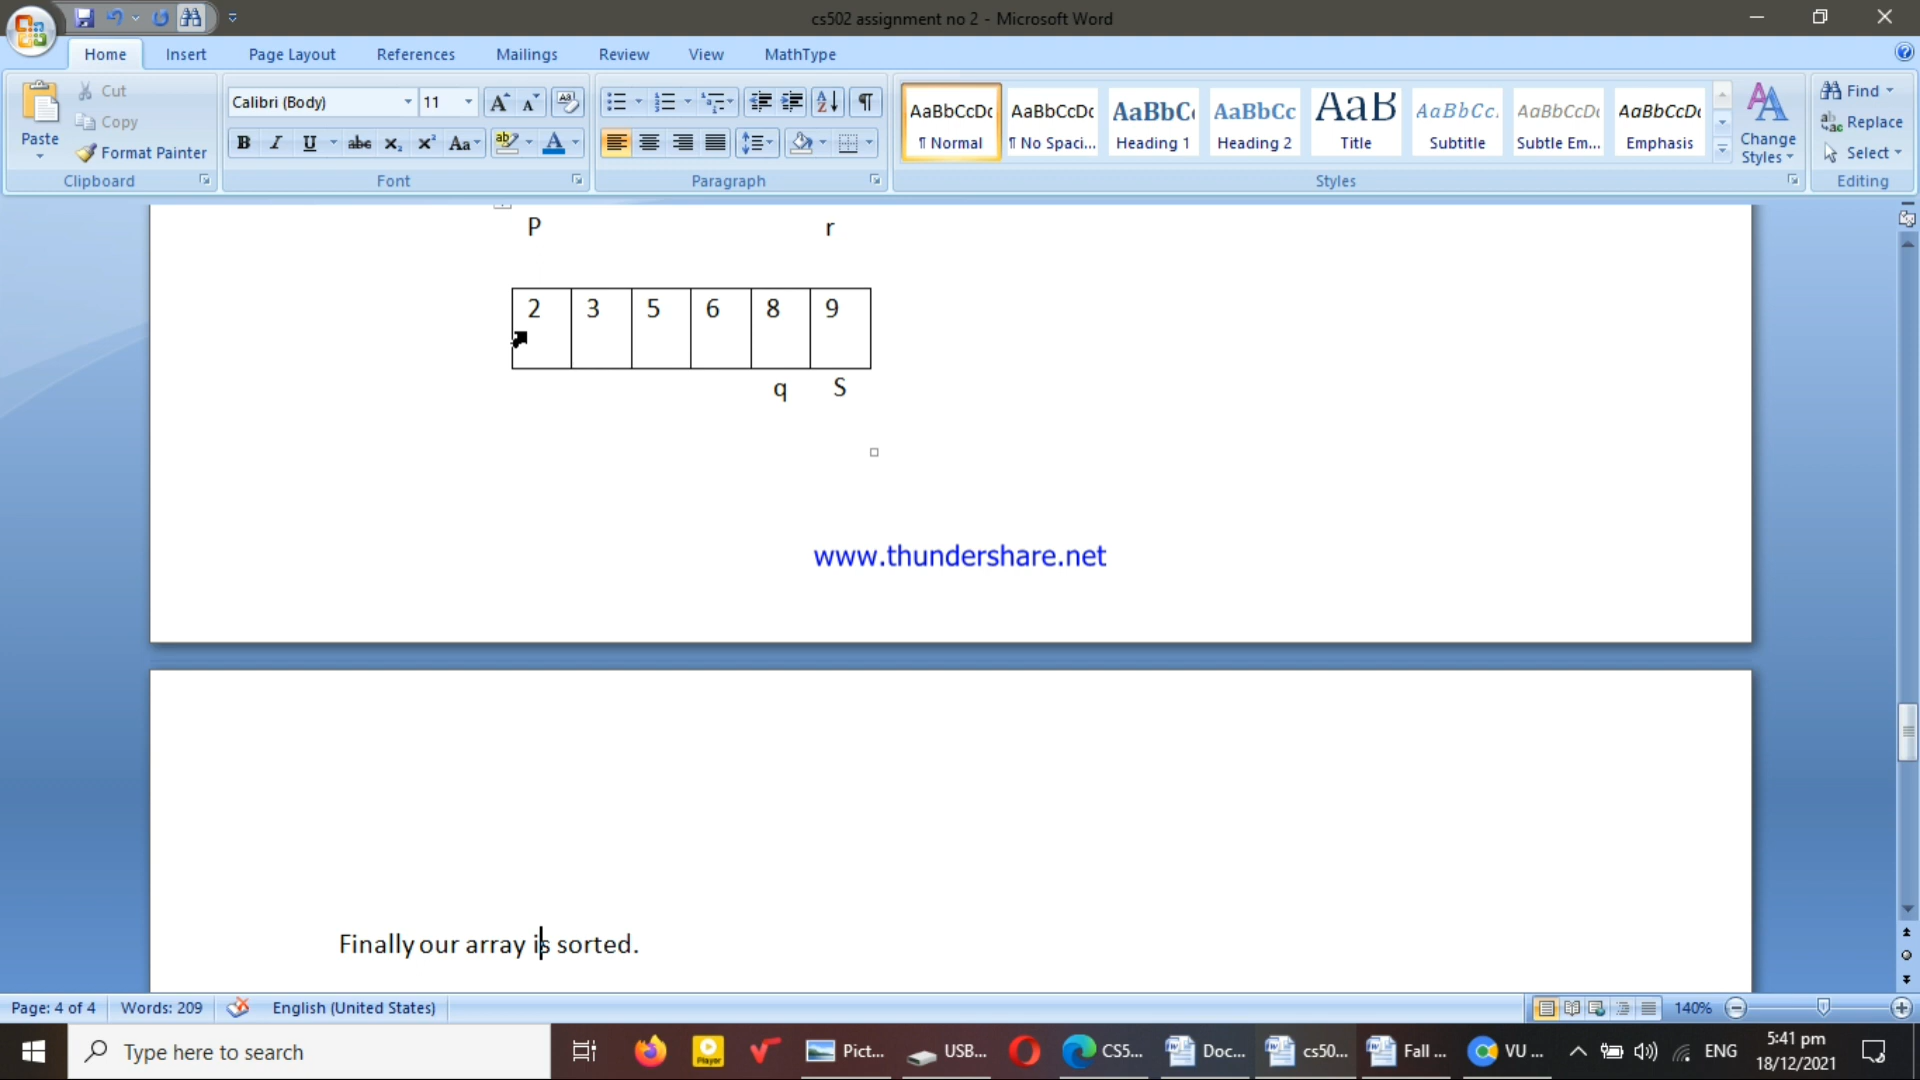 cs502 assignment no 2 - Microsoft Word
Home Insert Page Layout References Mailings Review View MathType
Paste
Cut
Copy
Format Painter
Clipboard
Calibri (Body) 11
Font
Paragraph
AaBbCcDc AaBbCcDc AaBbC AaBbCc AaB AaBbCc. AaBbCcDc AaBbCcDc
¶ Normal ¶ No Spaci... Heading 1 Heading 2 Title Subtitle Subtle Em... Emphasis
Change Styles
Styles
Find
Replace
Select
Editing
P r
2 3 5 6 8 9
q S
www.thundershare.net
Finally our array is sorted.
Page: 4 of 4 Words: 209 English (United States) 140%
Type here to search
Player
Pict... USB... CS5... Doc... cs50... Fall ... VU ... ENG
5:41 pm
18/12/2021